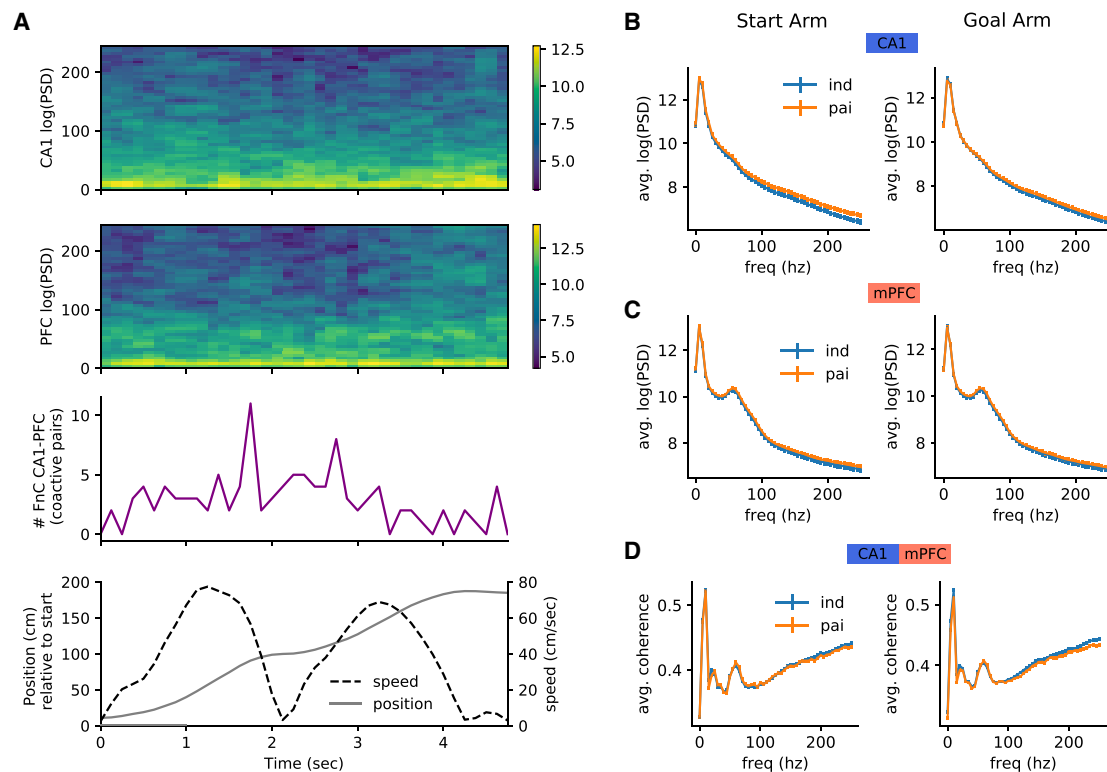 A
CA1 log(PSD)
200
100
0
12.5
10.0
7.5
5.0
PFC log(PSD)
200
100
0
12.5
10.0
7.5
5.0
# FnC CA1-PFC
(coactive pairs)
10
5
0
Position (cm)
relative to start
200
150
100
50
0
speed
position
80
60
40
20
0
speed (cm/sec)
0
1
2
3
4
Time (sec)
B
Start Arm
Goal Arm
CA1
avg. log(PSD)
12
10
8
ind
pai
0
100
200
freq (hz)
avg. log(PSD)
12
10
8
0
100
200
freq (hz)
C
mPFC
avg. log(PSD)
12
10
8
ind
pai
0
100
200
freq (hz)
avg. log(PSD)
12
10
8
0
100
200
freq (hz)
D
CA1 mPFC
avg. coherence
0.5
0.4
ind
pai
0
100
200
freq (hz)
avg. coherence
0.5
0.4
0
100
200
freq (hz)